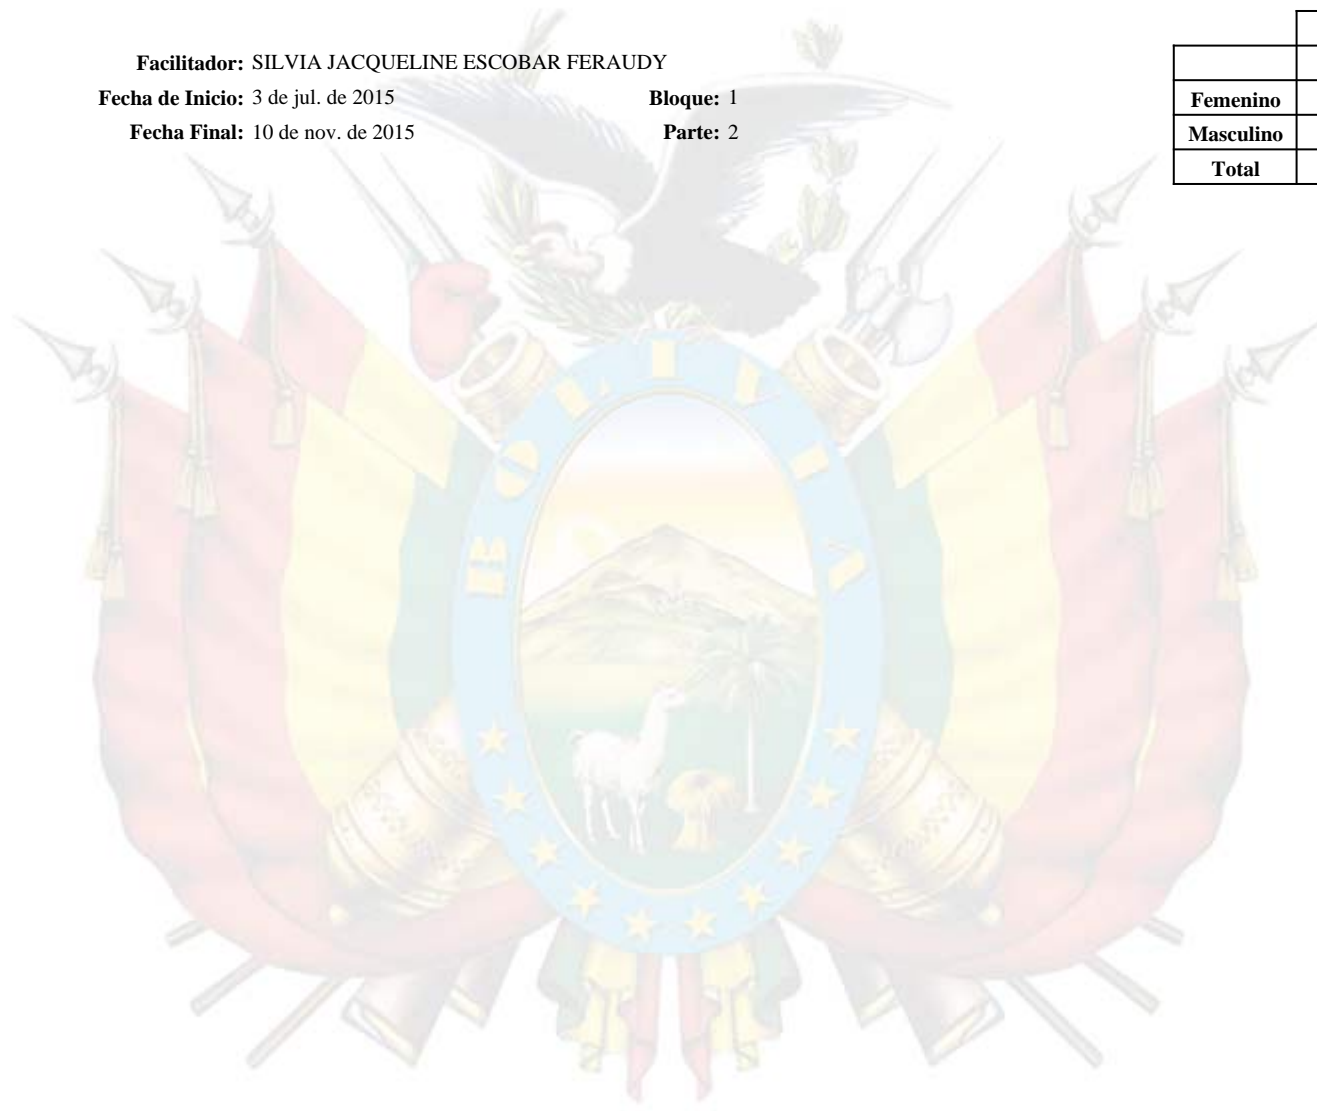 Facilitador: SILVIA JACQUELINE ESCOBAR FERAUDY
Fecha de Inicio: 3 de jul. de 2015 Bloque: 1
Fecha Final: 10 de nov. de 2015 Parte: 2
Femenino
Masculino
Total
BOLIVIA